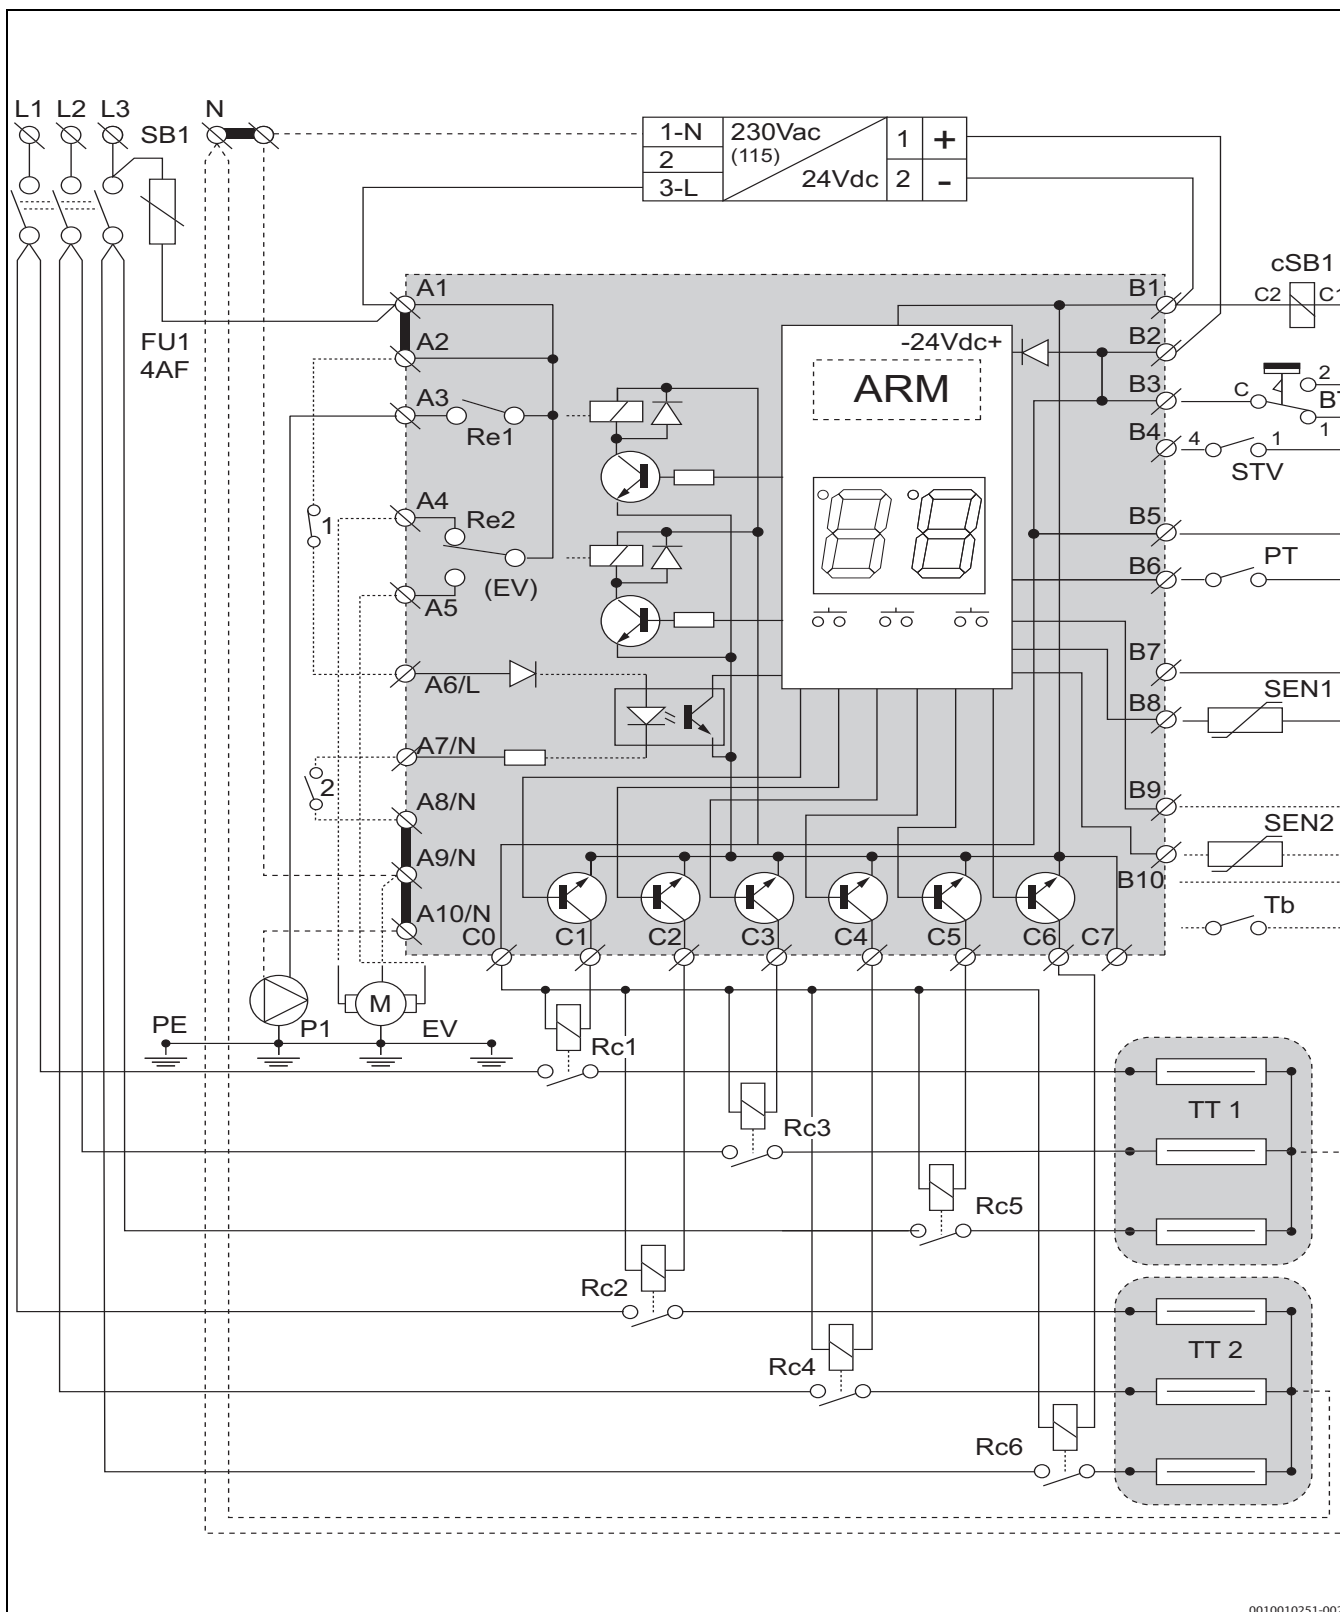 L1 L2 L3 SB1 N
1-N 230Vac 1 +
2 (115)
3-L 24Vdc 2 -
cSB1
A1 B1 C2
FU1
4AF
A2 -24Vdc+ B2
ARM
A3 B3 C 2
Re1 1
B4 4 1
STV
A4 Re2 B5
1
(EV) B6 PT
A5
A6/L B7
B8 SEN1
A7/N
2 A8/N B9
SEN2
A9/N B10
A10/N Tb
C0 C1 C2 C3 C4 C5 C6 C7
PE P1 M EV
Rc1
TT 1
Rc3
Rc5
Rc2
TT 2
Rc4
Rc6